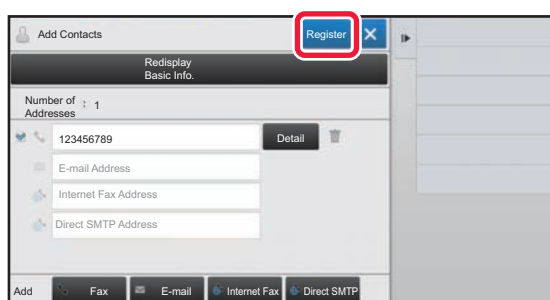 Add Contacts
Register
Redisplay
Basic Info.
Number of
Addresses : 1
123456789
Detail
E-mail Address
Internet Fax Address
Direct SMTP Address
Add
Fax
E-mail
Internet Fax
Direct SMTP